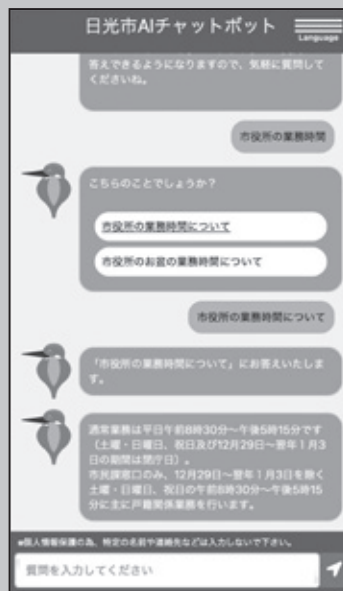 日光市AIチャットボット
Language
答えできるようになりますので、気軽に質問して
くださいね。
市役所の業務時間
こちらのことでしょうか？
市役所の業務時間について
市役所のお盆の業務時間について
市役所の業務時間について
「市役所の業務時間について」にお答えいたしま
す。
通常業務は平日午前8時30分～午後5時15分です
（土曜・日曜日、祝日及び12月29日～翌年１月3
日の期間は閉庁日）。
市民課窓口のみ、12月29日～翌年１月3日を除く
土曜・日曜日、祝日の午前8時30分～午後5時15
分に主に戸籍関係業務を行います。
●個人情報保護の為、特定の名前や連絡先などは入力しないで下さい。
質問を入力してください